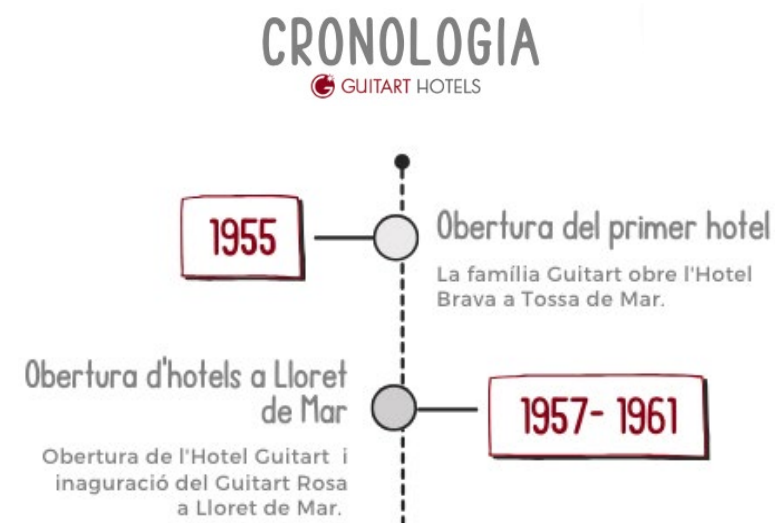 CRONOLOGIA
GUITART HOTELS
1955
Obertura del primer hotel
La família Guitart obre l'Hotel
Brava a Tossa de Mar.
Obertura d'hotels a Lloret
de Mar
1957- 1961
Obertura de l'Hotel Guitart i
inaguració del Guitart Rosa
a Lloret de Mar.